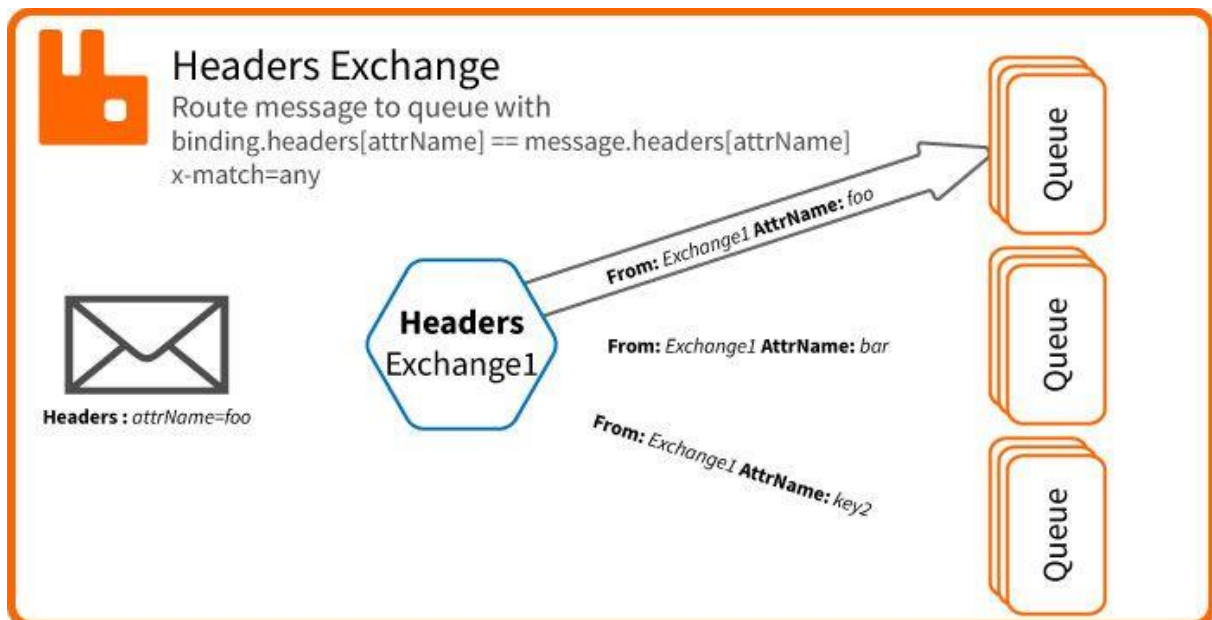 Headers Exchange
Route message to queue with
binding.headers[attrName] == message.headers[attrName]
x-match=any
From: Exchange1 AttrName: foo
Queue
Headers
Exchange1
From: Exchange1 AttrName: bar
Queue
Headers : attrName=foo
From: Exchange1 AttrName: key2
Queue